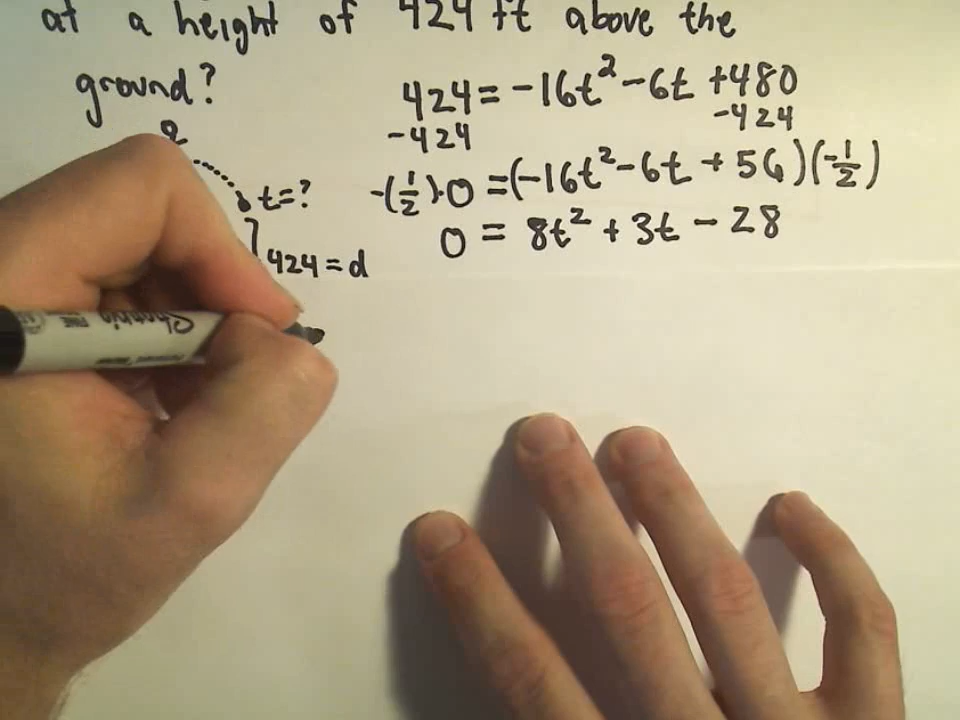 at a height of 424 ft above the
ground?
424 = -16t² - 6t + 480
-424 -424
-(1/2)·0 = (-16t² - 6t + 56)(-1/2)
0 = 8t² + 3t - 28
t = ?
424 = d
Sharpie